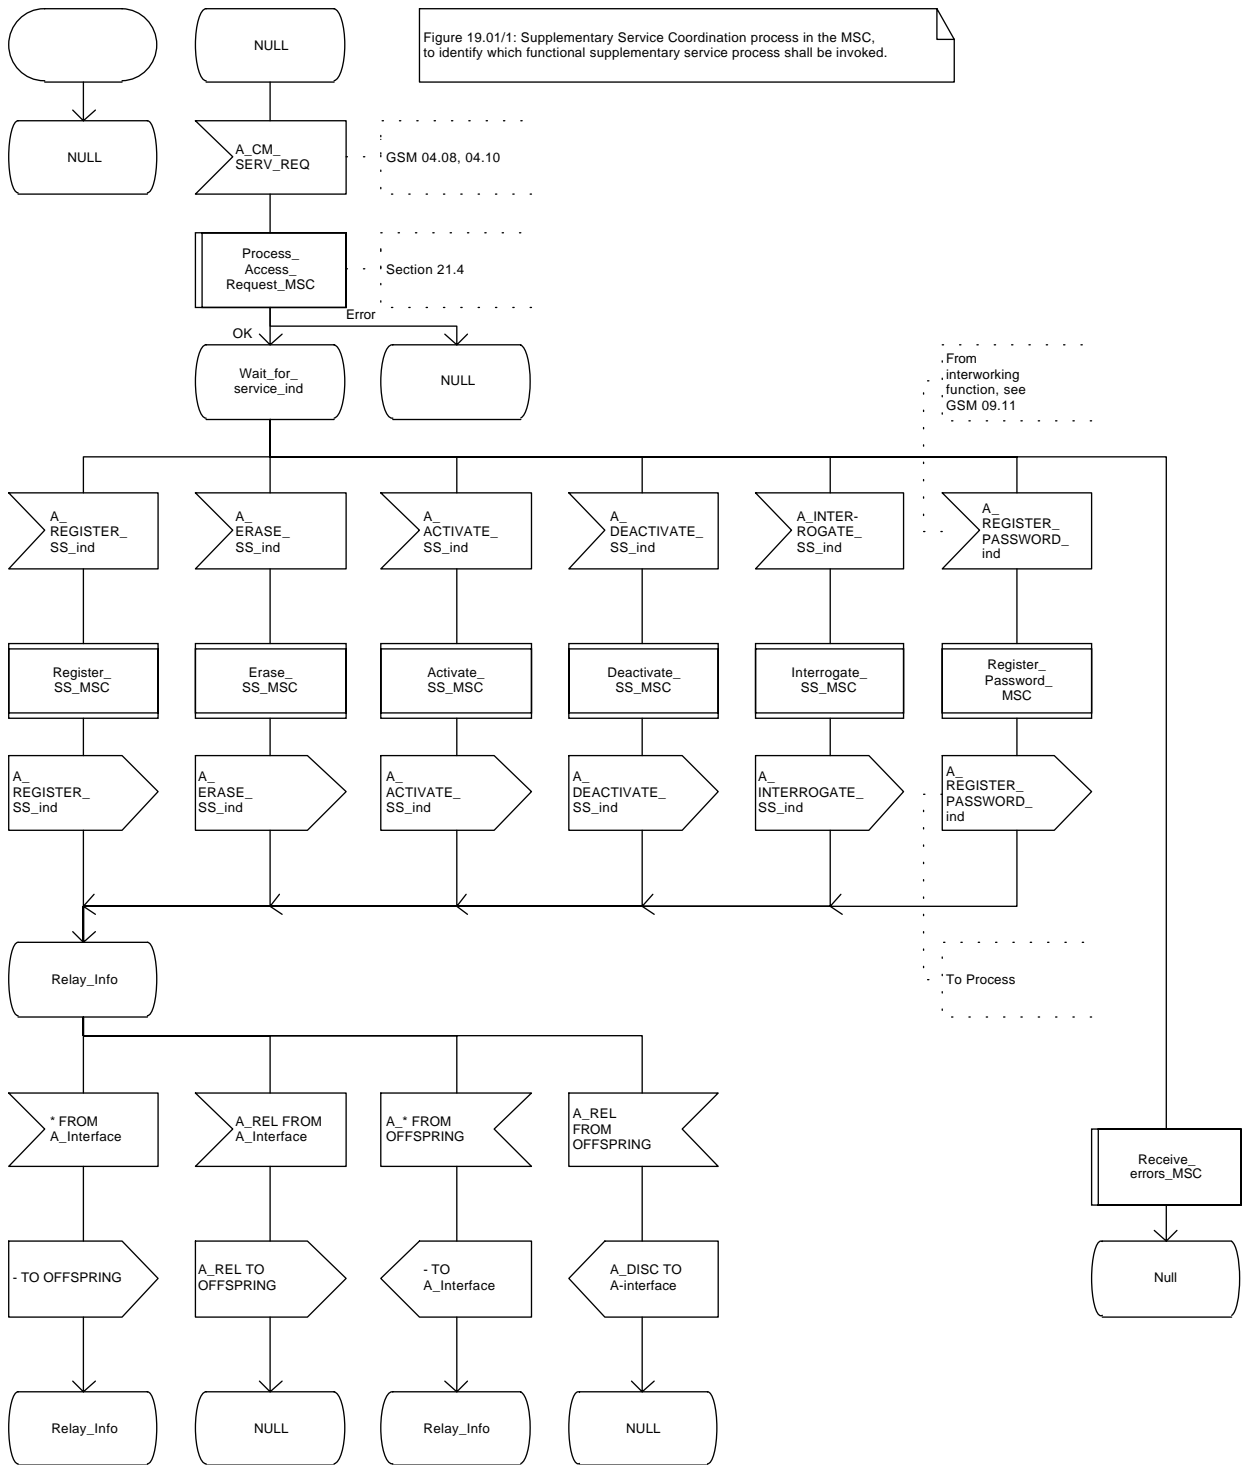 NULL
Figure 19.01/1: Supplementary Service Coordination process in the MSC,
to identify which functional supplementary service process shall be invoked.
NULL
A_CM_
SERV_REQ
GSM 04.08, 04.10
Process_
Access_
Request_MSC
Section 21.4
Error
OK
Wait_for_
service_ind
NULL
From
interworking
function, see
GSM 09.11
A_
REGISTER_
SS_ind
A_
ERASE_
SS_ind
A_
ACTIVATE_
SS_ind
A_
DEACTIVATE_
SS_ind
A_INTER-
ROGATE_
SS_ind
A_
REGISTER_
PASSWORD_
ind
Register_
SS_MSC
Erase_
SS_MSC
Activate_
SS_MSC
Deactivate_
SS_MSC
Interrogate_
SS_MSC
Register_
Password_
MSC
A_
REGISTER_
SS_ind
A_
ERASE_
SS_ind
A_
ACTIVATE_
SS_ind
A_
DEACTIVATE_
SS_ind
A_
INTERROGATE_
SS_ind
A_
REGISTER_
PASSWORD_
ind
Relay_Info
To Process
* FROM
A_Interface
A_REL FROM
A_Interface
A_* FROM
OFFSPRING
A_REL
FROM
OFFSPRING
Receive_
errors_MSC
- TO OFFSPRING
A_REL TO
OFFSPRING
- TO
A_Interface
A_DISC TO
A-interface
Null
Relay_Info
NULL
Relay_Info
NULL